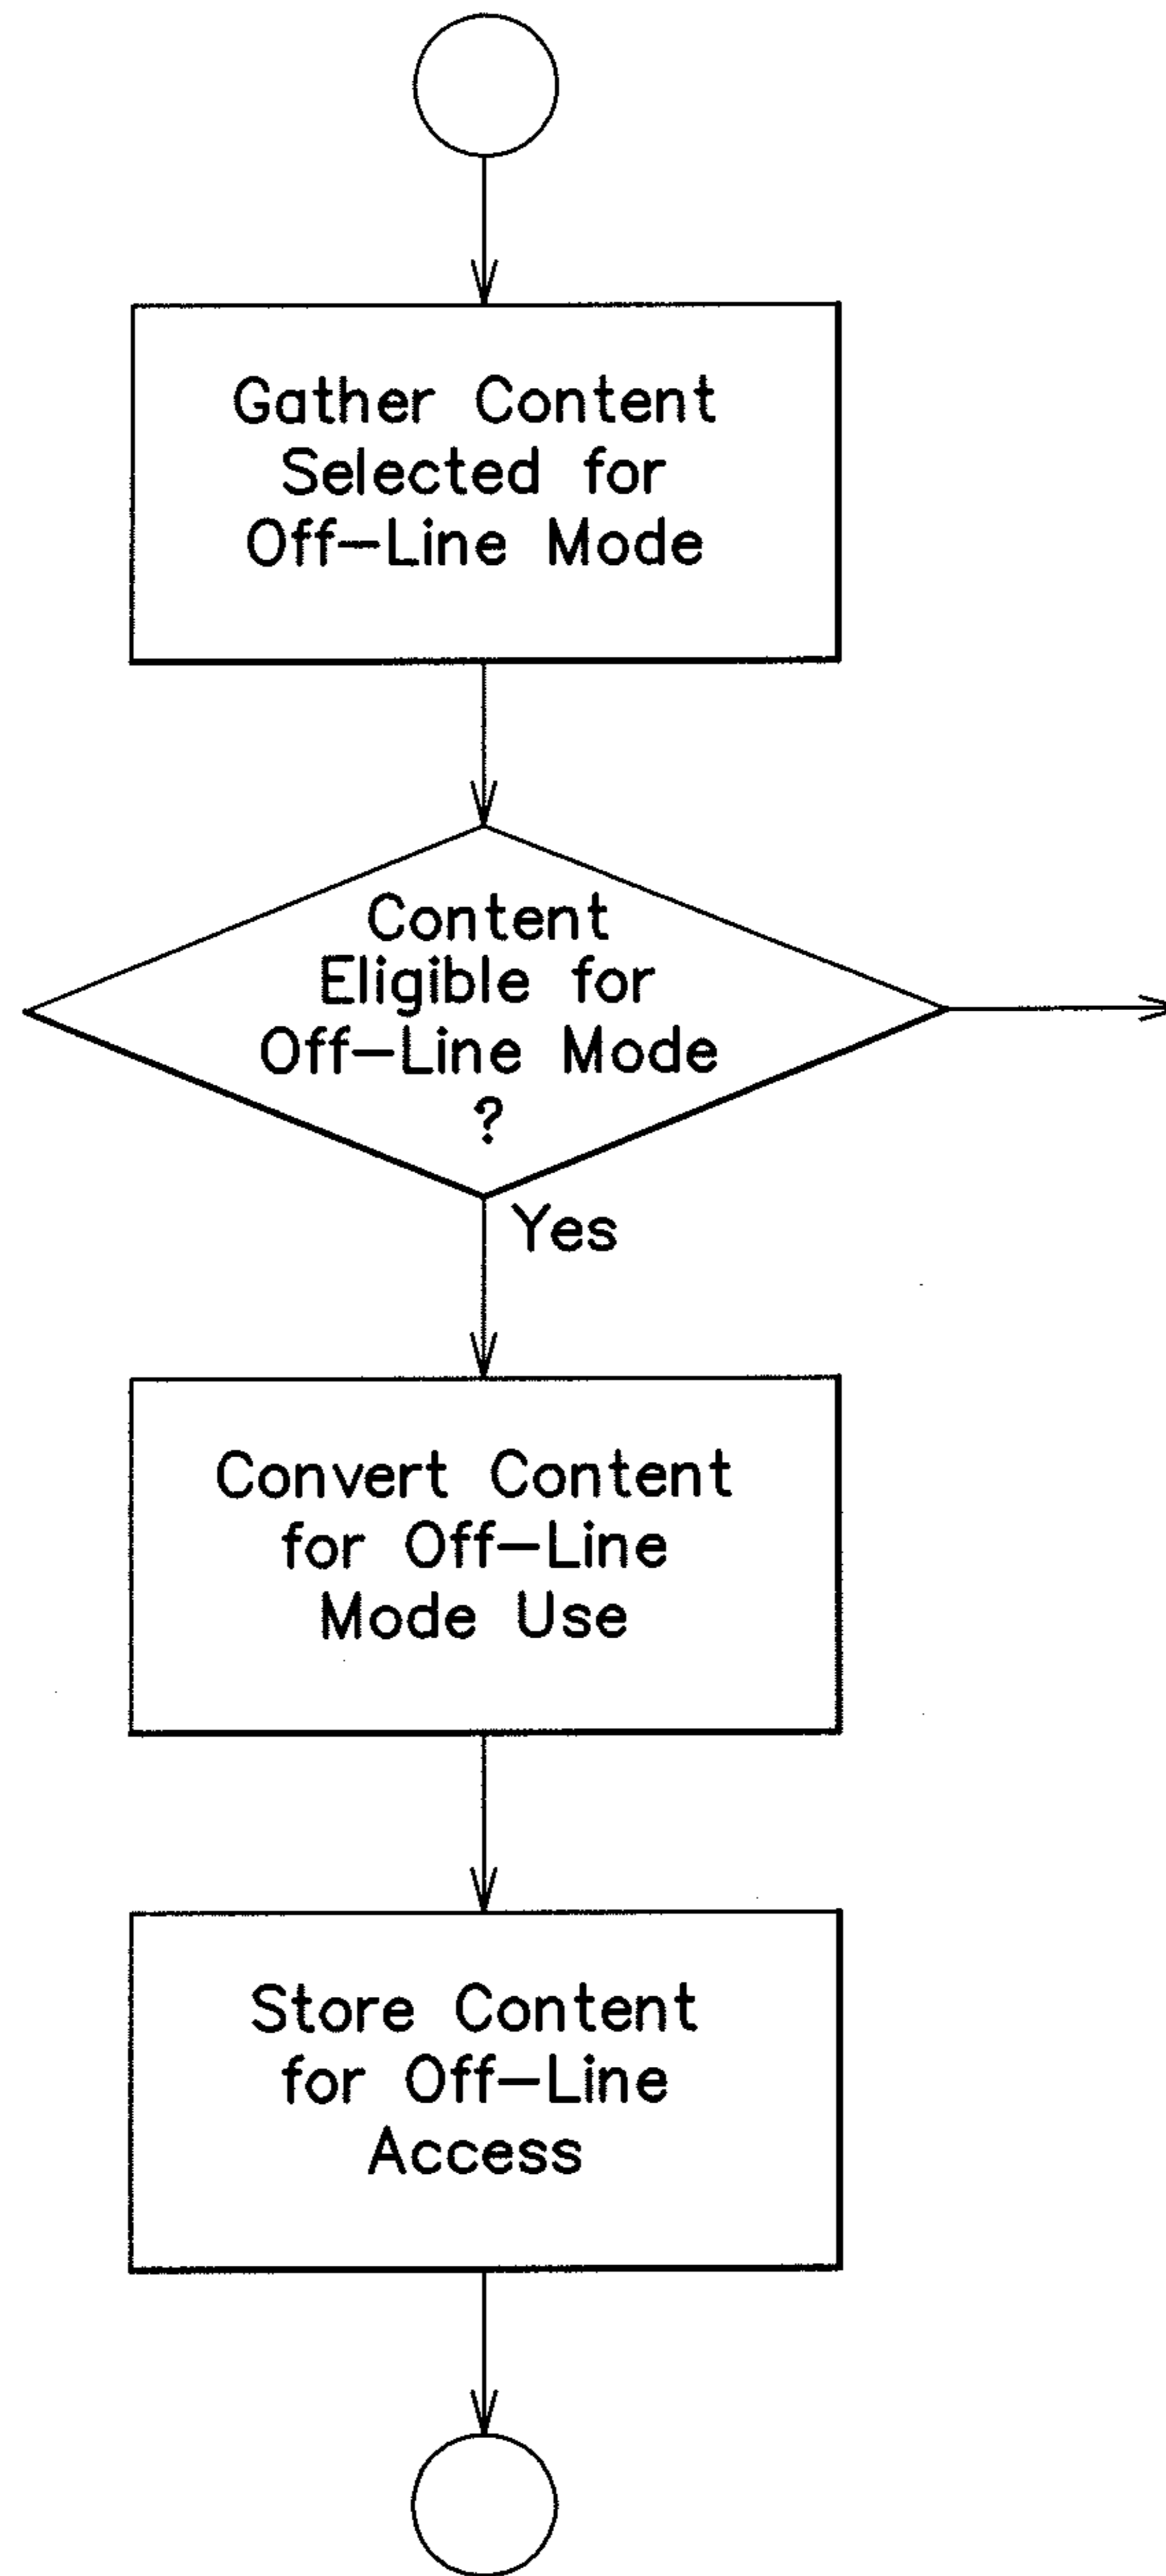 Gather Content
Selected for
Off-Line Mode
Content
Eligible for
Off-Line Mode
?
Yes
Convert Content
for Off-Line
Mode Use
Store Content
for Off-Line
Access